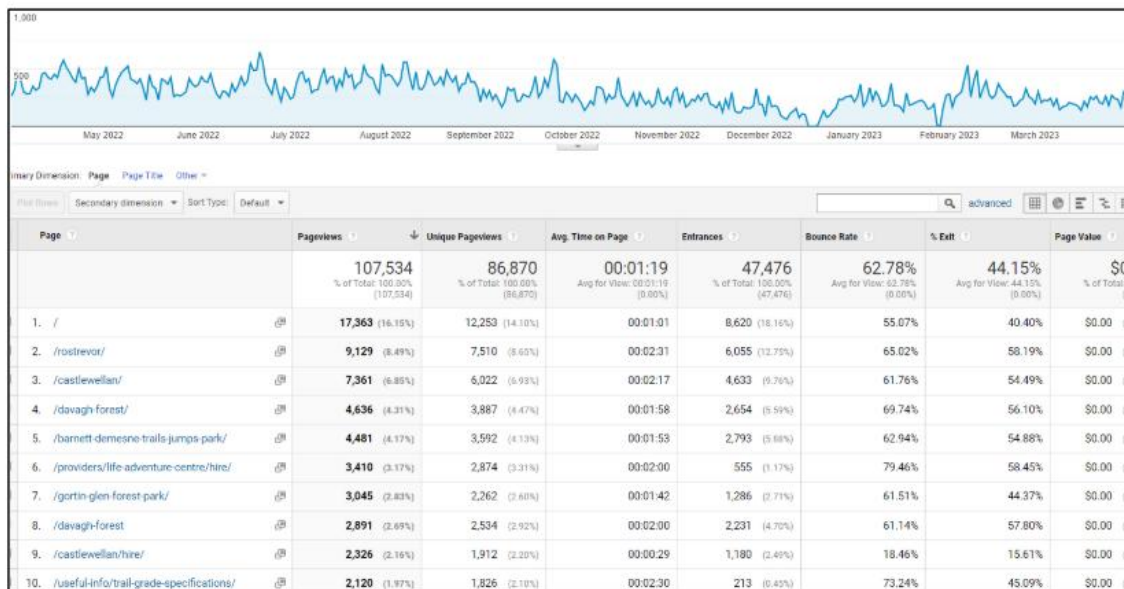 1,000
500
May 2022 June 2022 July 2022 August 2022 September 2022 October 2022 November 2022 December 2022 January 2023 February 2023 March 2023
imary Dimension: Page Page Title Other
Plot Rows Secondary dimension Sort Type: Default advanced
Page Pageviews Unique Pageviews Avg. Time on Page Entrances Bounce Rate % Exit Page Value
107,534 86,870 00:01:19 47,476 62.78% 44.15% $0
% of Total: 100.00% % of Total: 100.00% Avg for View: 00:01:19 % of Total: 100.00% Avg for View: 62.78% Avg for View: 44.15% % of Total
(107,534) (86,870) (0.00%) (47,476) (0.00%) (0.00%)
1. / 17,363 (16.15%) 12,253 (14.10%) 00:01:01 8,620 (18.16%) 55.07% 40.40% $0.00
2. /rostrevor/ 9,129 (8.49%) 7,510 (8.65%) 00:02:31 6,055 (12.75%) 65.02% 58.19% $0.00
3. /castlewellan/ 7,361 (6.85%) 6,022 (6.93%) 00:02:17 4,633 (9.76%) 61.76% 54.49% $0.00
4. /davagh-forest/ 4,636 (4.31%) 3,887 (4.47%) 00:01:58 2,654 (5.59%) 69.74% 56.10% $0.00
5. /barnett-demesne-trails-jumps-park/ 4,481 (4.17%) 3,592 (4.13%) 00:01:53 2,793 (5.88%) 62.94% 54.88% $0.00
6. /providers/life-adventure-centre/hire/ 3,410 (3.17%) 2,874 (3.31%) 00:02:00 555 (1.17%) 79.46% 58.45% $0.00
7. /gortin-glen-forest-park/ 3,045 (2.83%) 2,262 (2.60%) 00:01:42 1,286 (2.71%) 61.51% 44.37% $0.00
8. /davagh-forest 2,891 (2.69%) 2,534 (2.92%) 00:02:00 2,231 (4.70%) 61.14% 57.80% $0.00
9. /castlewellan/hire/ 2,326 (2.16%) 1,912 (2.20%) 00:00:29 1,180 (2.49%) 18.46% 15.61% $0.00
10. /useful-info/trail-grade-specifications/ 2,120 (1.97%) 1,826 (2.10%) 00:02:30 213 (0.45%) 73.24% 45.09% $0.00